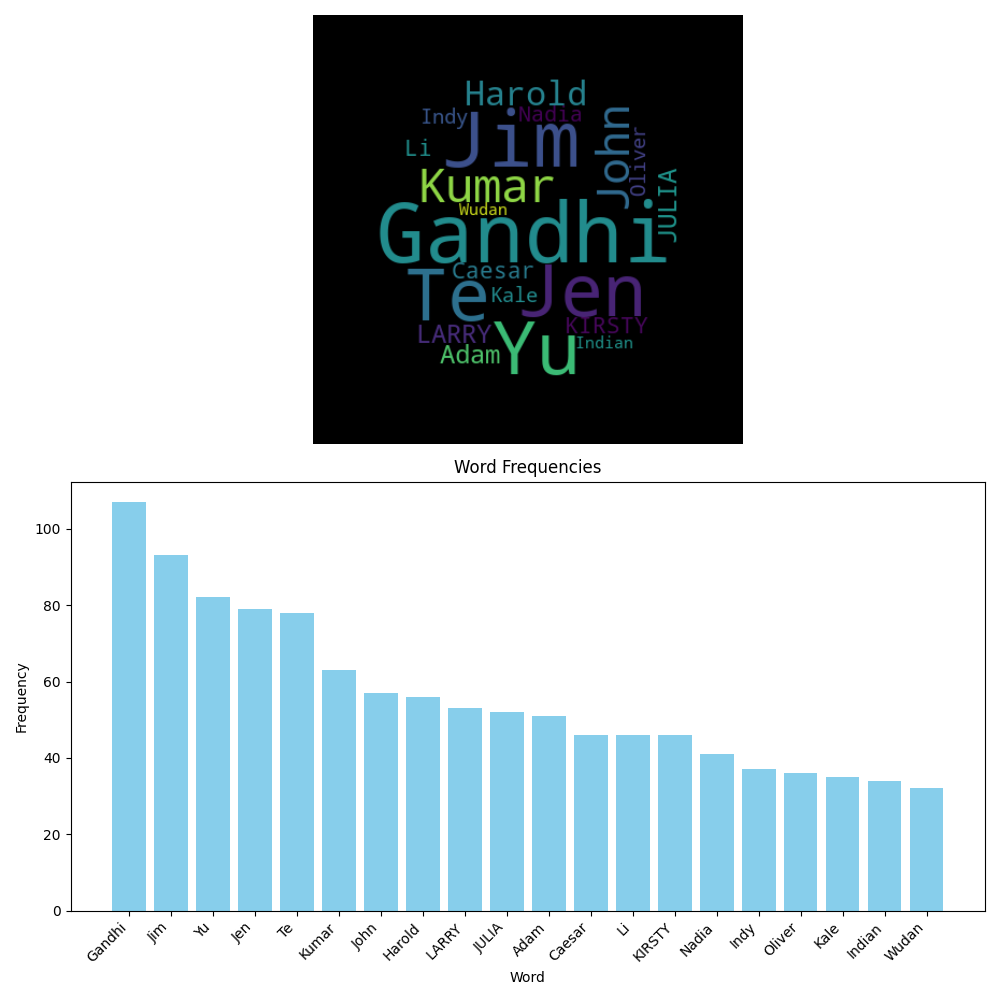 Harold
Indy
Nadia
Jim
John
Oliver
Li
Kumar
JULIA
Wudan
Gandhi
Caesar
Te
Kale
Jen
LARRY
Yu
KIRSTY
Adam
Indian
Word Frequencies
Frequency
100
80
60
40
20
0
Gandhi Jim Yu Jen Te Kumar John Harold LARRY JULIA Adam Caesar Li KIRSTY Nadia Indy Oliver Kale Indian Wudan
Word